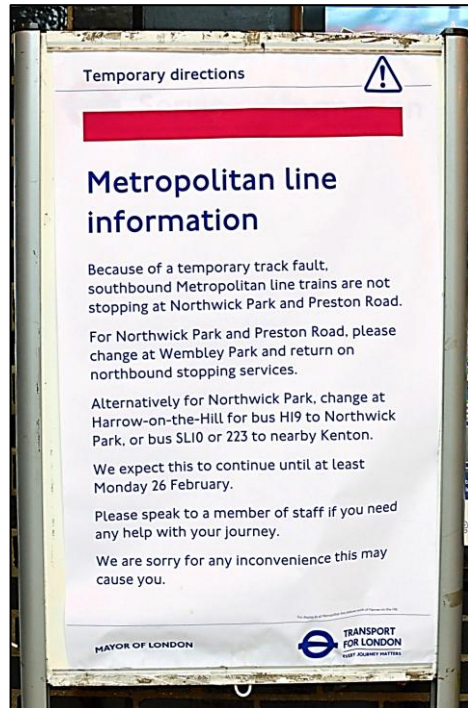 Temporary directions
Metropolitan line
information
Because of a temporary track fault,
southbound Metropolitan line trains are not
stopping at Northwick Park and Preston Road.
For Northwick Park and Preston Road, please
change at Wembley Park and return on
northbound stopping services.
Alternatively for Northwick Park, change at
Harrow-on-the-Hill for bus H19 to Northwick
Park, or bus SL10 or 223 to nearby Kenton.
We expect this to continue until at least
Monday 26 February.
Please speak to a member of staff if you need
any help with your journey.
We are sorry for any inconvenience this may
cause you.
MAYOR OF LONDON
TRANSPORT
FOR LONDON
EVERY JOURNEY MATTERS